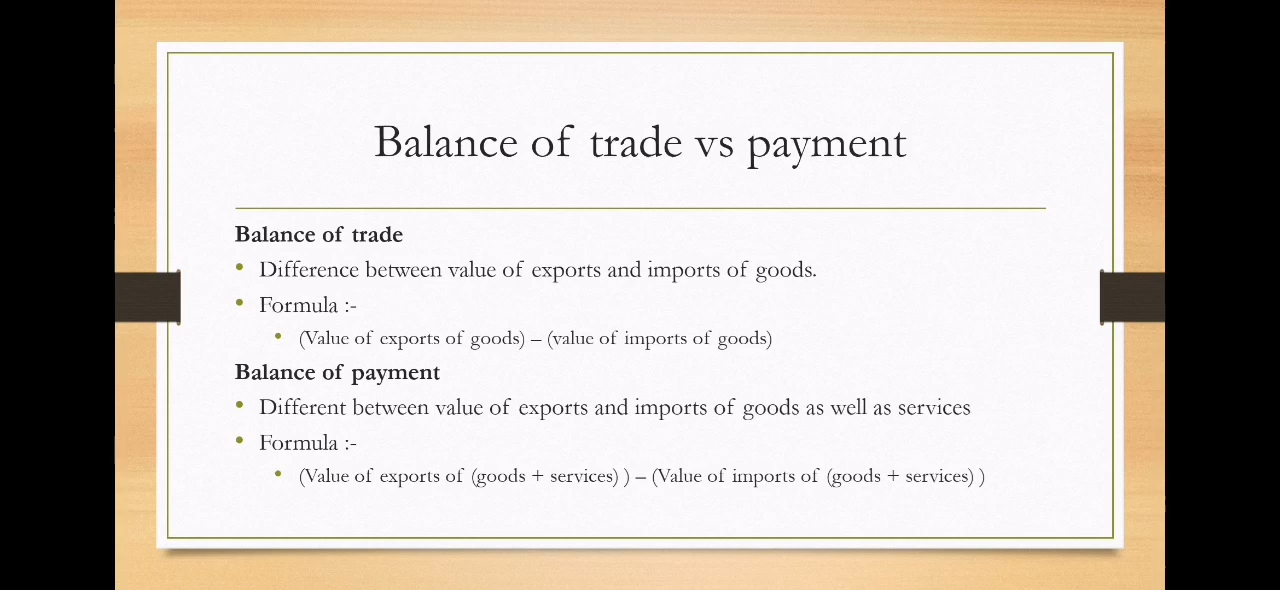 Balance of trade vs payment
Balance of trade
• Difference between value of exports and imports of goods.
• Formula :-
• (Value of exports of goods) – (value of imports of goods)
Balance of payment
• Different between value of exports and imports of goods as well as services
• Formula :-
• (Value of exports of (goods + services) ) – (Value of imports of (goods + services) )